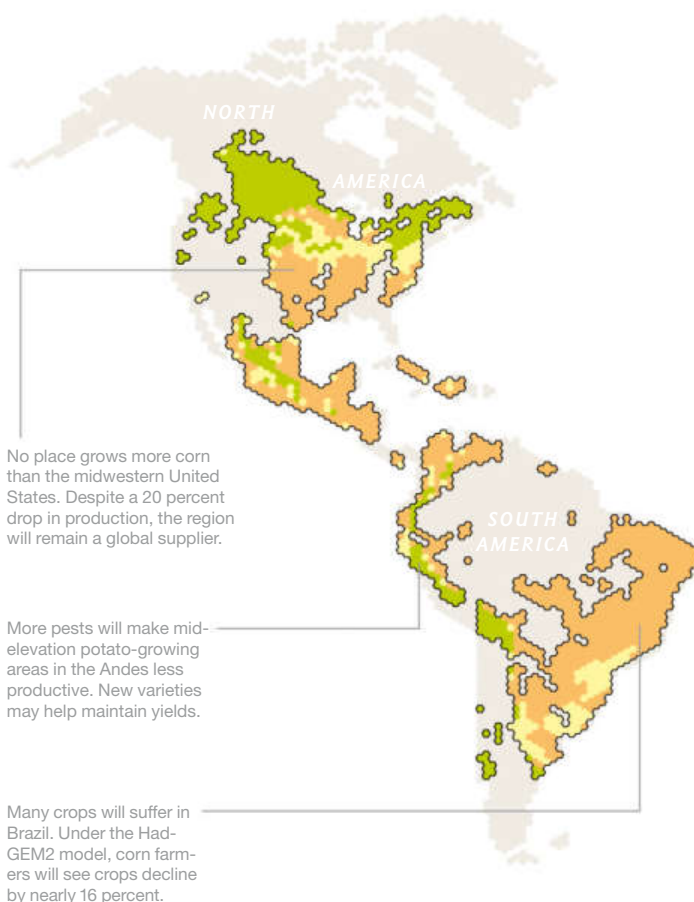 NORTH
AMERICA
No place grows more corn
than the midwestern United
States. Despite a 20 percent
drop in production, the region
will remain a global supplier.
SOUTH
AMERICA
More pests will make mid-
elevation potato-growing
areas in the Andes less
productive. New varieties
may help maintain yields.
Many crops will suffer in
Brazil. Under the Had-
GEM2 model, corn farm-
ers will see crops decline
by nearly 16 percent.